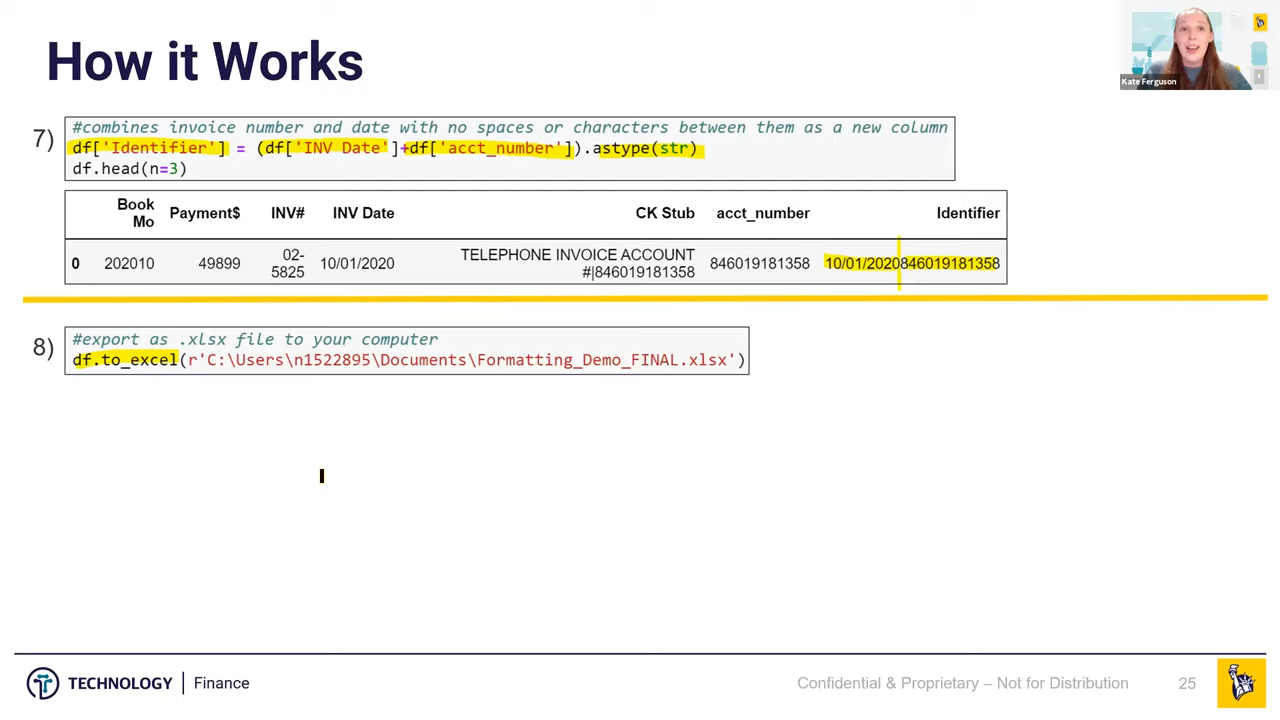 How it Works
Kate Ferguson
7)
#combines invoice number and date with no spaces or characters between them as a new column
df['Identifier'] = (df['INV Date']+df['acct_number']).astype(str)
df.head(n=3)
Book Mo Payment$ INV# INV Date CK Stub acct_number Identifier
0 202010 49899 02-5825 10/01/2020 TELEPHONE INVOICE ACCOUNT #|846019181358 846019181358 10/01/2020846019181358
8)
#export as .xlsx file to your computer
df.to_excel(r'C:\Users\n1522895\Documents\Formatting_Demo_FINAL.xlsx')
TECHNOLOGY | Finance
Confidential & Proprietary – Not for Distribution
25